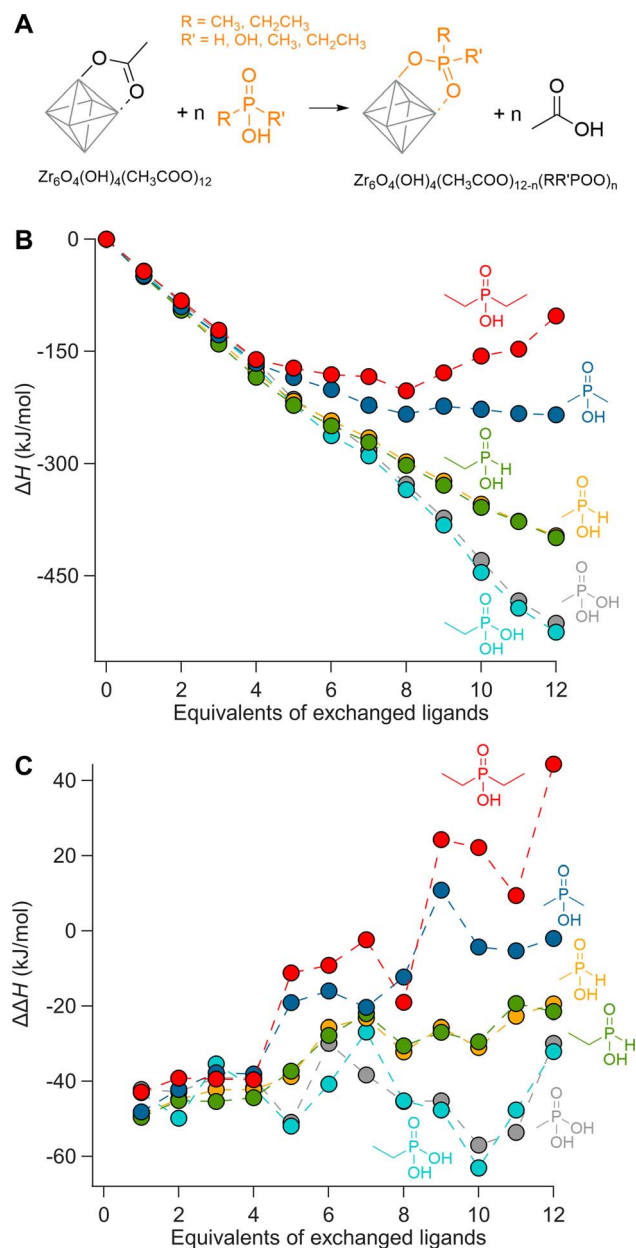 A
R = CH₃, CH₂CH₃
R'= H, OH, CH₃, CH₂CH₃
O
O
+ n
O
R P R'
OH
R
O P R'
O
+ n
O
OH
Zr₆O₄(OH)₄(CH₃COO)₁₂
Zr₆O₄(OH)₄(CH₃COO)₁₂₋ₙ(RR'POO)ₙ
B
ΔH (kJ/mol)
0
-150
-300
-450
O
P
OH
O
P
OH
O
P H
OH
O
P H
OH
O
P OH
OH
O
P OH
OH
0 2 4 6 8 10 12
Equivalents of exchanged ligands
C
ΔΔH (kJ/mol)
40
20
0
-20
-40
-60
O
P
OH
O
P
OH
O
P H
OH
O
P H
OH
O
P OH
OH
O
P OH
OH
0 2 4 6 8 10 12
Equivalents of exchanged ligands